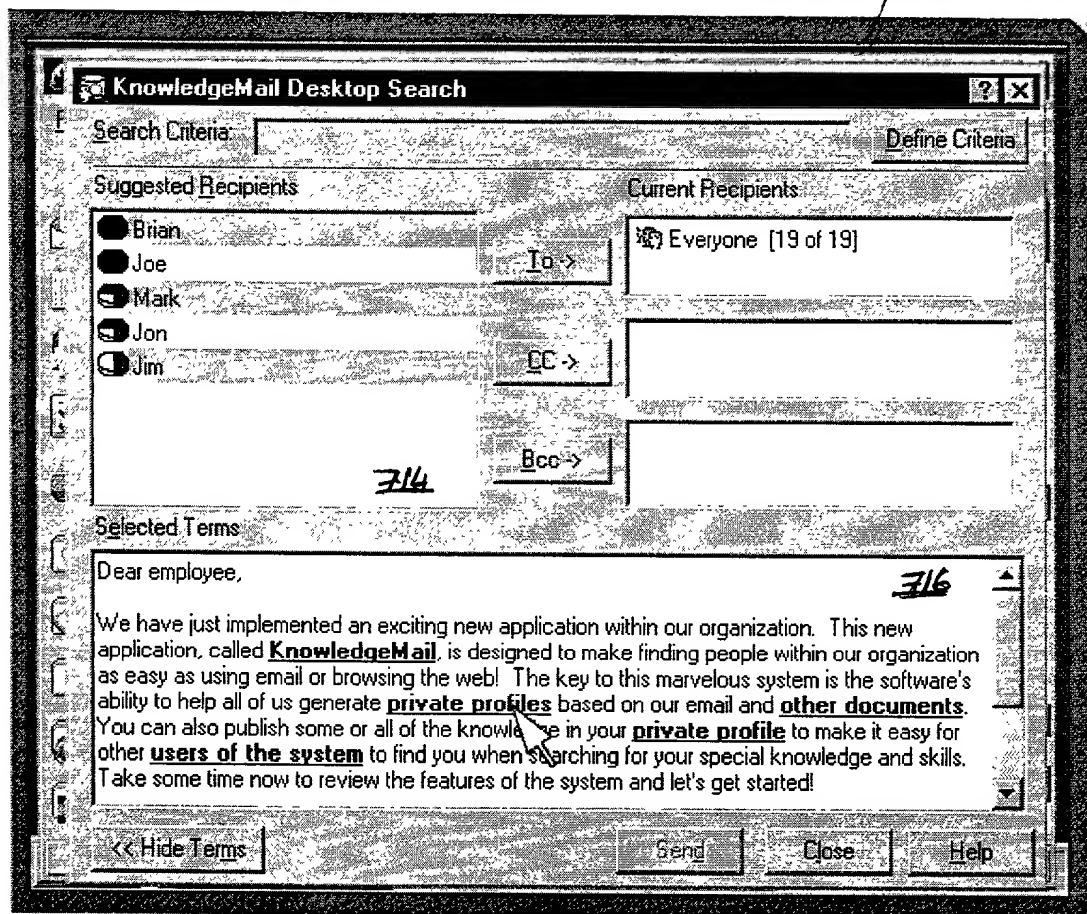 KnowledgeMail Desktop Search
Search Criteria:
Define Criteria
Suggested Recipients
Current Recipients
Brian
Joe
Mark
Jon
Jim
To ->
CC ->
Bcc ->
Everyone [19 of 19]
714
Selected Terms
716
Dear employee,
We have just implemented an exciting new application within our organization. This new
application, called KnowledgeMail, is designed to make finding people within our organization
as easy as using email or browsing the web! The key to this marvelous system is the software's
ability to help all of us generate private profiles based on our email and other documents.
You can also publish some or all of the knowledge in your private profile to make it easy for
other users of the system to find you when searching for your special knowledge and skills.
Take some time now to review the features of the system and let's get started!
<< Hide Terms
Send
Close
Help